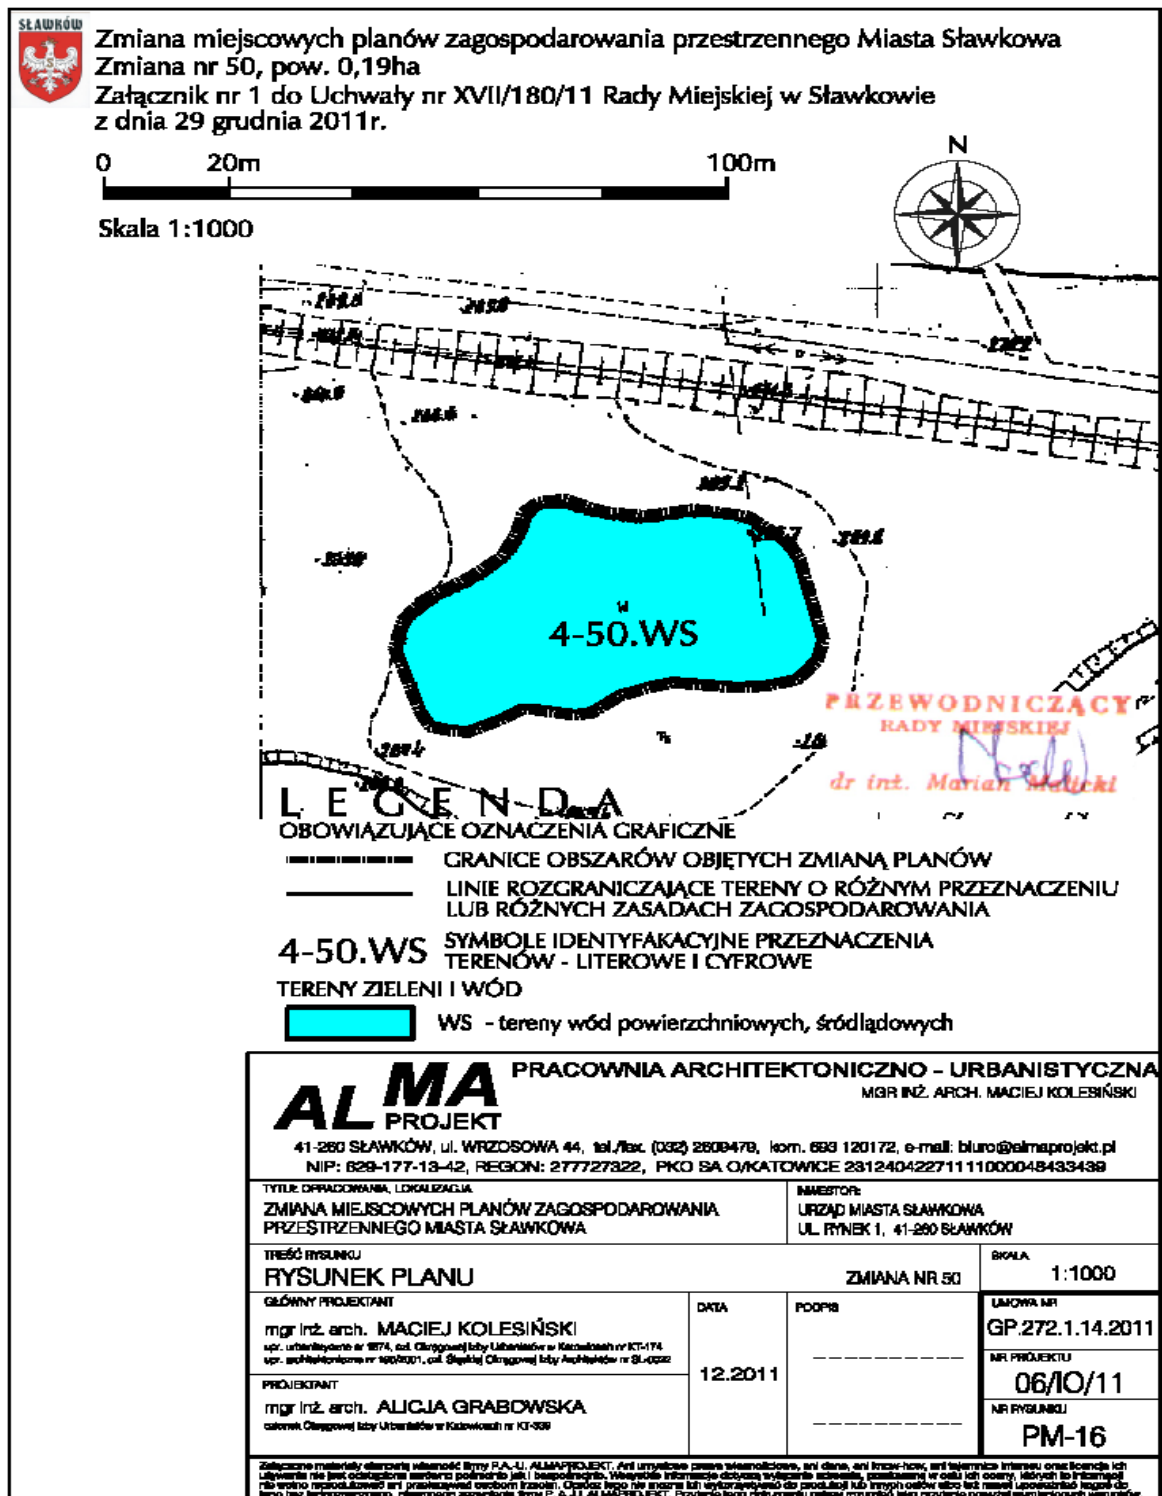 SŁAWKÓW
Zmiana miejscowych planów zagospodarowania przestrzennego Miasta Sławkowa
Zmiana nr 50, pow. 0,19ha
Załącznik nr 1 do Uchwały nr XVII/180/11 Rady Miejskiej w Sławkowie
z dnia 29 grudnia 2011r.
0 20m 100m
Skala 1:1000
N
W
4-50.WS
PRZEWODNICZĄCY
RADY MIEJSKIEJ
dr inż. Marian Malicki
LEGENDA
OBOWIĄZUJĄCE OZNACZENIA GRAFICZNE
GRANICE OBSZARÓW OBJĘTYCH ZMIANĄ PLANÓW
LINIE ROZGRANICZAJĄCE TERENY O RÓŻNYM PRZEZNACZENIU
LUB RÓŻNYCH ZASADACH ZAGOSPODAROWANIA
4-50.WS SYMBOLE IDENTYFAKACYJNE PRZEZNACZENIA
TERENÓW - LITEROWE I CYFROWE
TERENY ZIELENI I WÓD
WS - tereny wód powierzchniowych, śródlądowych
ALMA PROJEKT
PRACOWNIA ARCHITEKTONICZNO - URBANISTYCZNA
MGR INŻ. ARCH. MACIEJ KOLESIŃSKI
41-260 SŁAWKÓW, ul. WRZOSOWA 44, tel./fax. (032) 2609479, kom. 693 120172, e-mail: biuro@almaprojekt.pl
NIP: 629-177-13-42, REGON: 277727322, PKO SA O/KATOWICE 23124042271111000048433439
TYTUŁ OPRACOWANIA, LOKALIZACJA
ZMIANA MIEJSCOWYCH PLANÓW ZAGOSPODAROWANIA
PRZESTRZENNEGO MIASTA SŁAWKOWA
INWESTOR:
URZĄD MIASTA SŁAWKOWA
UL. RYNEK 1, 41-260 SŁAWKÓW
TREŚĆ RYSUNKU
RYSUNEK PLANU
ZMIANA NR 50
SKALA
1:1000
GŁÓWNY PROJEKTANT
mgr inż. arch. MACIEJ KOLESIŃSKI
PROJEKTANT
mgr inż. arch. ALICJA GRABOWSKA
członek Okręgowej Izby Urbanistów w Katowicach nr KT-339
DATA
12.2011
PODPIS
UMOWA NR
GP.272.1.14.2011
NR PROJEKTU
06/IO/11
NR RYSUNKU
PM-16